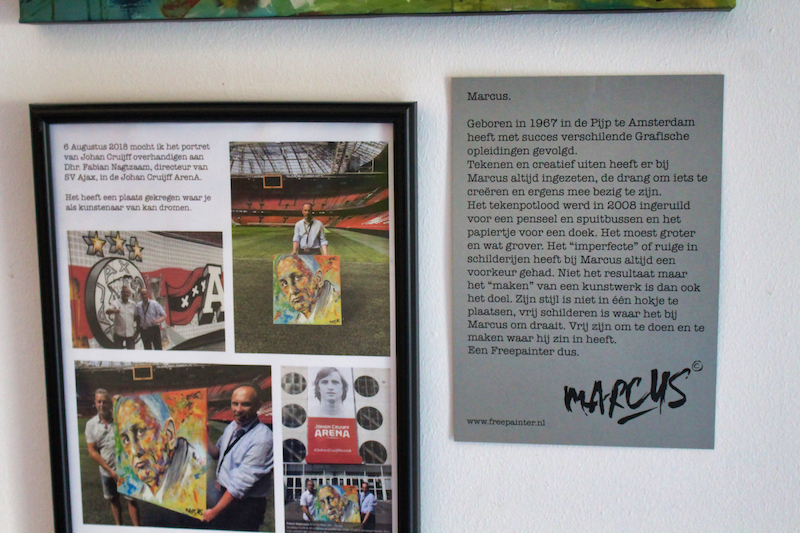 6 Augustus 2018 mocht ik het portret
van Johan Cruijff overhandigen aan
Dhr. Fabian Nagtzaam, directeur van
SV Ajax, in de Johan Cruijff ArenA.
Het heeft een plaats gekregen waar je
als kunstenaar van kan dromen.
JOHAN CRUIJFF
ARENA
Marcus.
Geboren in 1967 in de Pijp te Amsterdam
heeft met succes verschilende Grafische
opleidingen gevolgd.
Tekenen en creatief uiten heeft er bij
Marcus altijd ingezeten, de drang om iets te
creëren en ergens mee bezig te zijn.
Het tekenpotlood werd in 2008 ingeruild
voor een penseel en spuitbussen en het
papiertje voor een doek. Het moest groter
en wat grover. Het "imperfecte" of ruige in
schilderijen heeft bij Marcus altijd een
voorkeur gehad. Niet het resultaat maar
het "maken" van een kunstwerk is dan ook
het doel. Zijn stijl is niet in één hokje te
plaatsen, vrij schilderen is waar het bij
Marcus om draait. Vrij zijn om te doen en te
maken waar hij zin in heeft.
Een Freepainter dus.
MARCUS©
www.freepainter.nl